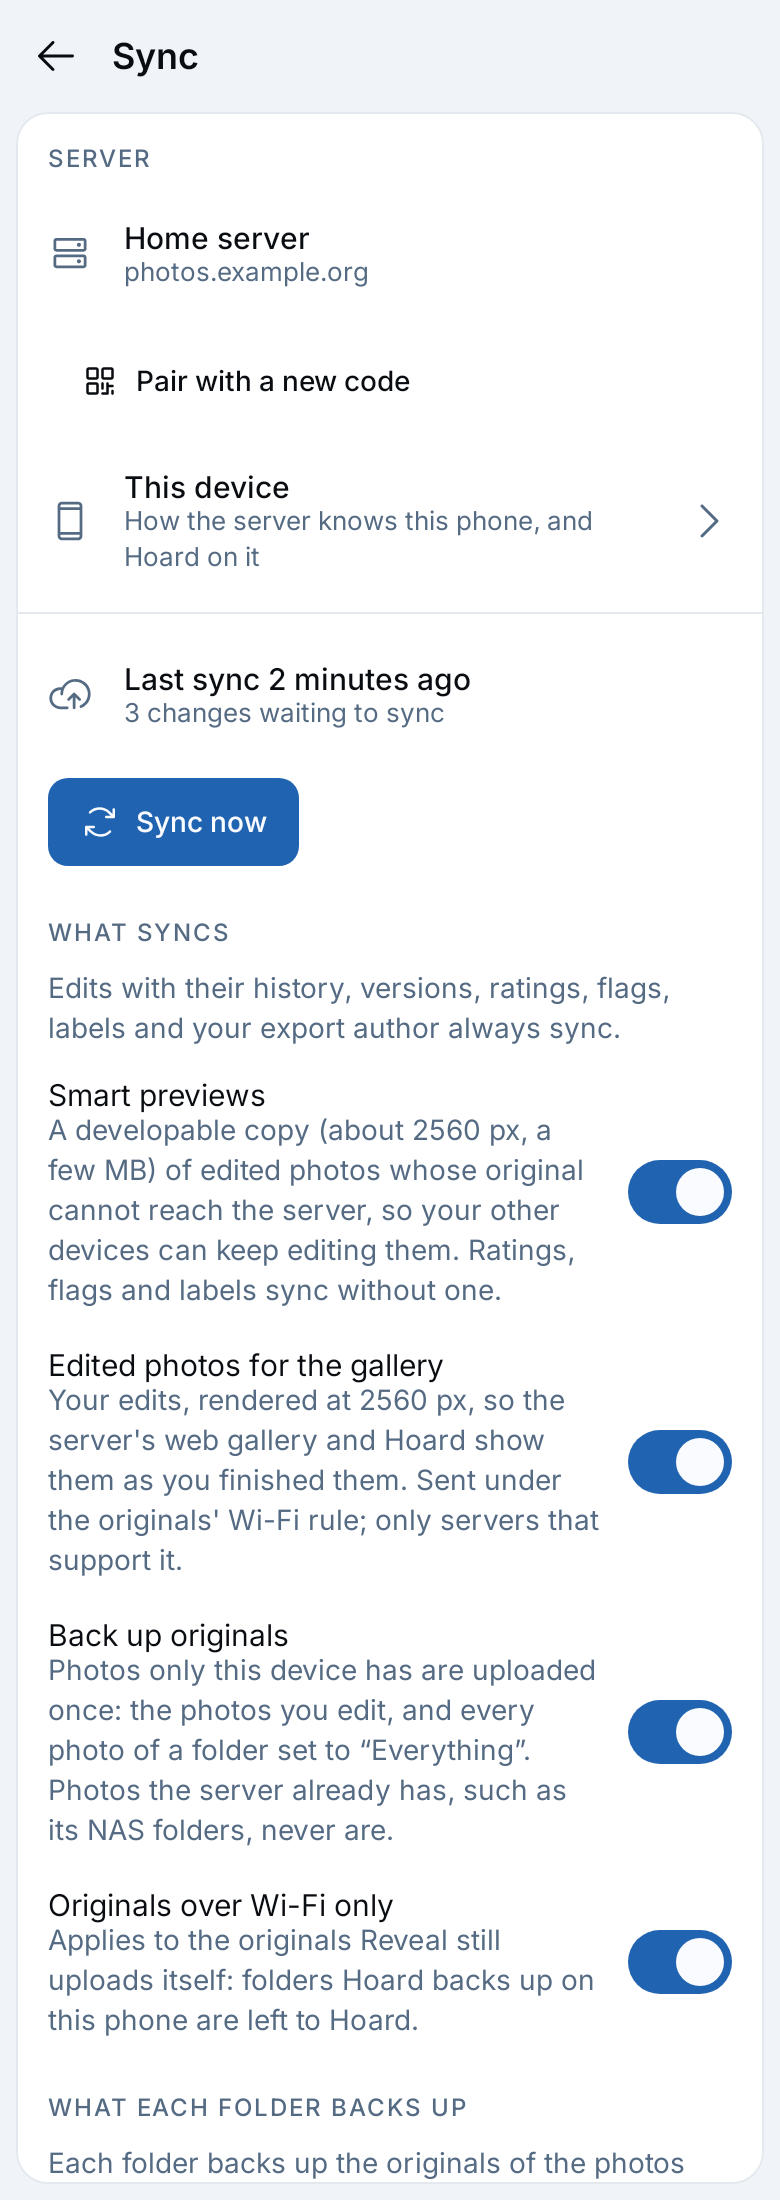 Sync
SERVER
Home server
photos.example.org
Pair with a new code
This device
How the server knows this phone, and
Hoard on it
Last sync 2 minutes ago
3 changes waiting to sync
Sync now
WHAT SYNCS
Edits with their history, versions, ratings, flags,
labels and your export author always sync.
Smart previews
A developable copy (about 2560 px, a
few MB) of edited photos whose original
cannot reach the server, so your other
devices can keep editing them. Ratings,
flags and labels sync without one.
Edited photos for the gallery
Your edits, rendered at 2560 px, so the
server's web gallery and Hoard show
them as you finished them. Sent under
the originals' Wi-Fi rule; only servers that
support it.
Back up originals
Photos only this device has are uploaded
once: the photos you edit, and every
photo of a folder set to “Everything”.
Photos the server already has, such as
its NAS folders, never are.
Originals over Wi-Fi only
Applies to the originals Reveal still
uploads itself: folders Hoard backs up on
this phone are left to Hoard.
WHAT EACH FOLDER BACKS UP
Each folder backs up the originals of the photos